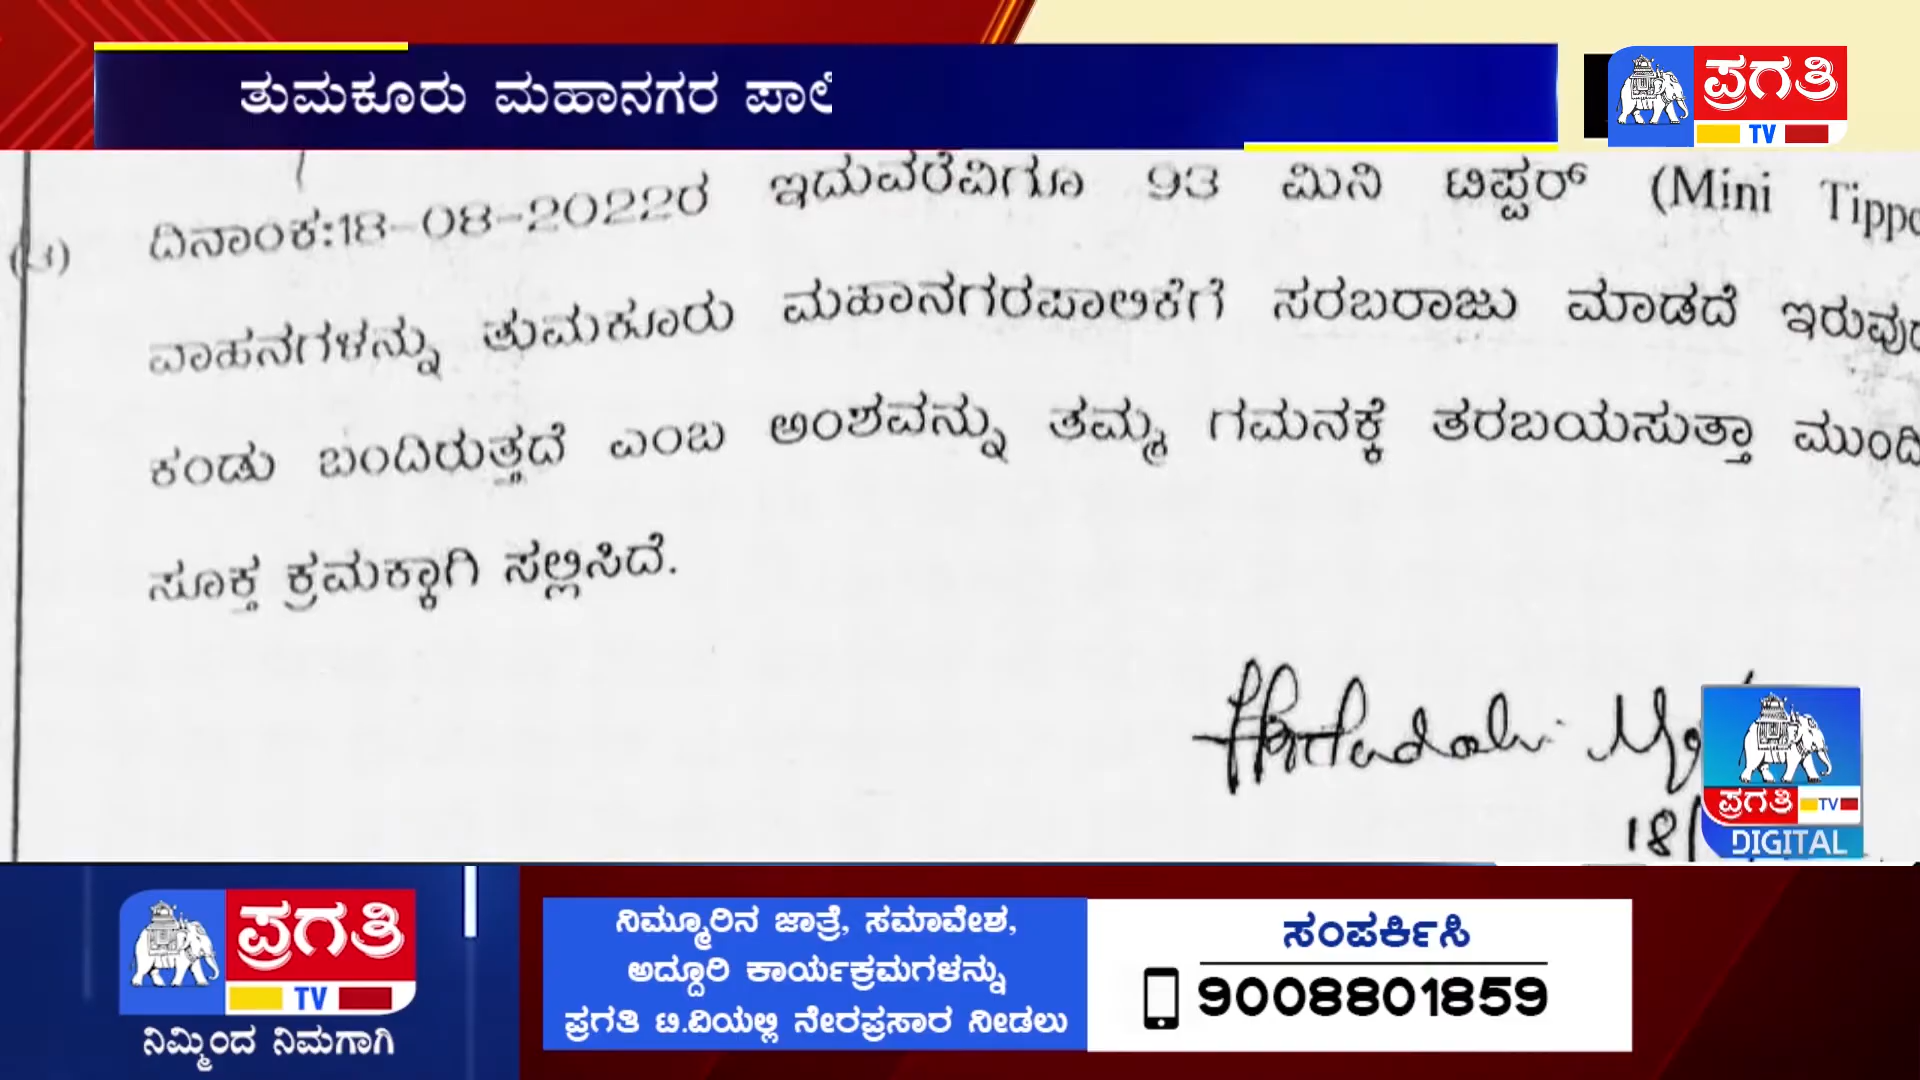 ತುಮಕೂರು ಮಹಾನಗರ
ಪ್ರಗತಿ
TV
ದಿನಾಂಕ:18-08-2022ರ ಇದುವರೆವಿಗೂ 93 ಮಿನಿ ಟಿಪ್ಪರ್ (Mini
ವಾಹನಗಳನ್ನು ತುಮಕೂರು ಮಹಾನಗರಪಾಲಿಕೆಗೆ ಸರಬರಾಜು ಮಾಡದೆ
ಕಂಡು ಬಂದಿರುತ್ತದೆ ಎಂಬ ಅಂಶವನ್ನು ತಮ್ಮ ಗಮನಕ್ಕೆ ತರಬಯಸುತ್ತಾ
ಸೂಕ್ತ ಕ್ರಮಕ್ಕಾಗಿ ಸಲ್ಲಿಸಿದೆ.
18/
ಪ್ರಗತಿ TV
DIGITAL
ಪ್ರಗತಿ
TV
ನಿಮ್ಮಿಂದ ನಿಮಗಾಗಿ
ನಿಮ್ಮೂರಿನ ಜಾತ್ರೆ, ಸಮಾವೇಶ,
ಅದ್ದೂರಿ ಕಾರ್ಯಕ್ರಮಗಳನ್ನು
ಪ್ರಗತಿ ಟಿ.ವಿಯಲ್ಲಿ ನೇರಪ್ರಸಾರ ನೀಡಲು
ಸಂಪರ್ಕಿಸಿ
9008801859